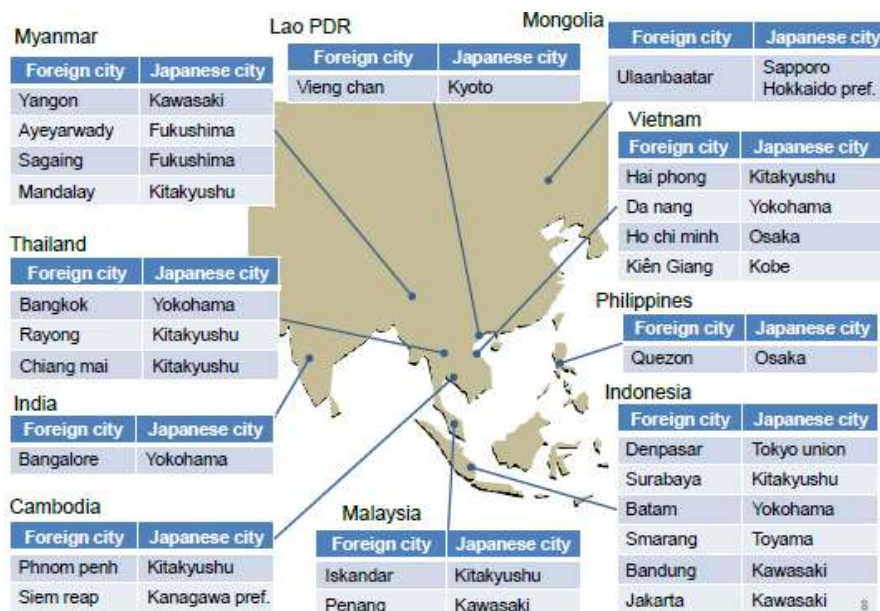 Myanmar
Foreign city Japanese city
Yangon Kawasaki
Ayeyarwady Fukushima
Sagaing Fukushima
Mandalay Kitakyushu
Lao PDR
Foreign city Japanese city
Vieng chan Kyoto
Mongolia
Foreign city Japanese city
Ulaanbaatar Sapporo
Hokkaido pref.
Vietnam
Foreign city Japanese city
Hai phong Kitakyushu
Da nang Yokohama
Ho chi minh Osaka
Kiên Giang Kobe
Thailand
Foreign city Japanese city
Bangkok Yokohama
Rayong Kitakyushu
Chiang mai Kitakyushu
Philippines
Foreign city Japanese city
Quezon Osaka
India
Foreign city Japanese city
Bangalore Yokohama
Indonesia
Foreign city Japanese city
Denpasar Tokyo union
Surabaya Kitakyushu
Batam Yokohama
Smarang Toyama
Bandung Kawasaki
Jakarta Kawasaki
Cambodia
Foreign city Japanese city
Phnom penh Kitakyushu
Siem reap Kanagawa pref.
Malaysia
Foreign city Japanese city
Iskandar Kitakyushu
Penang Kawasaki
8